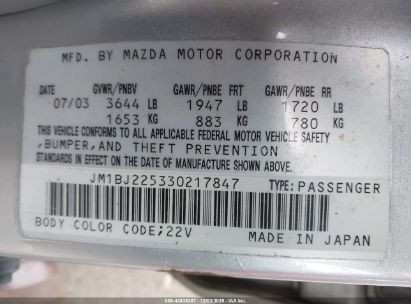 MFD. BY MAZDA MOTOR CORPORATION
DATE GVWR/PNBV GAWR/PNBE FRT GAWR/PNBE RR
07/03 3644 LB 1947 LB 1720 LB
1653 KG 883 KG 780 KG
THIS VEHICLE CONFORMS TO ALL APPLICABLE FEDERAL MOTOR VEHICLE SAFETY
,BUMPER,AND THEFT PREVENTION
STANDARDS IN EFFECT ON THE DATE OF MANUFACTURE SHOWN ABOVE.
JM1BJ225330217847 TYPE:PASSENGER
BODY COLOR CODE;22V MADE IN JAPAN